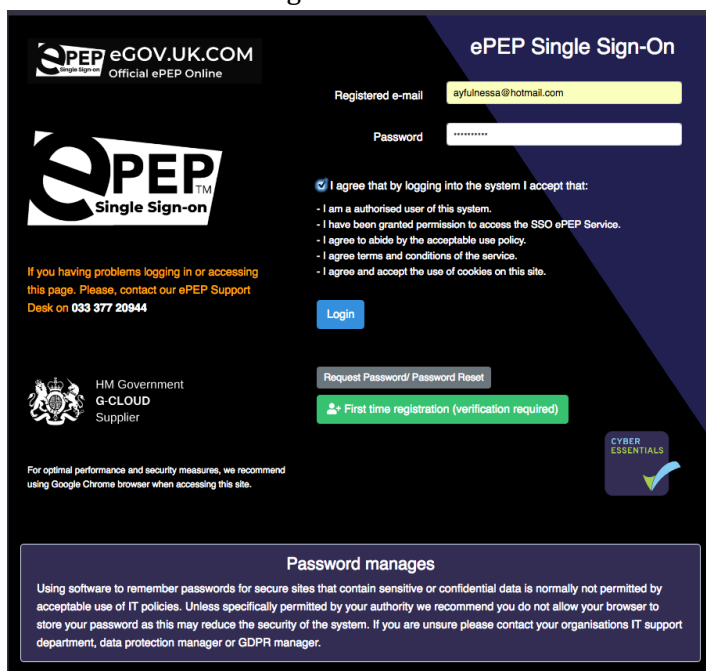 ePEP eGOV.UK.COM
Single Sign-on Official ePEP Online
ePEP Single Sign-On
Registered e-mail ayfulnessa@hotmail.com
Password ••••••••••
ePEP TM
Single Sign-on
I agree that by logging into the system I accept that:
- I am a authorised user of this system.
- I have been granted permission to access the SSO ePEP Service.
- I agree to abide by the acceptable use policy.
- I agree terms and conditions of the service.
- I agree and accept the use of cookies on this site.
If you having problems logging in or accessing
this page. Please, contact our ePEP Support
Desk on 033 377 20944
Login
HM Government
G-CLOUD
Supplier
Request Password/ Password Reset
First time registration (verification required)
CYBER
ESSENTIALS
For optimal performance and security measures, we recommend
using Google Chrome browser when accessing this site.
Password manages
Using software to remember passwords for secure sites that contain sensitive or confidential data is normally not permitted by
acceptable use of IT policies. Unless specifically permitted by your authority we recommend you do not allow your browser to
store your password as this may reduce the security of the system. If you are unsure please contact your organisations IT support
department, data protection manager or GDPR manager.